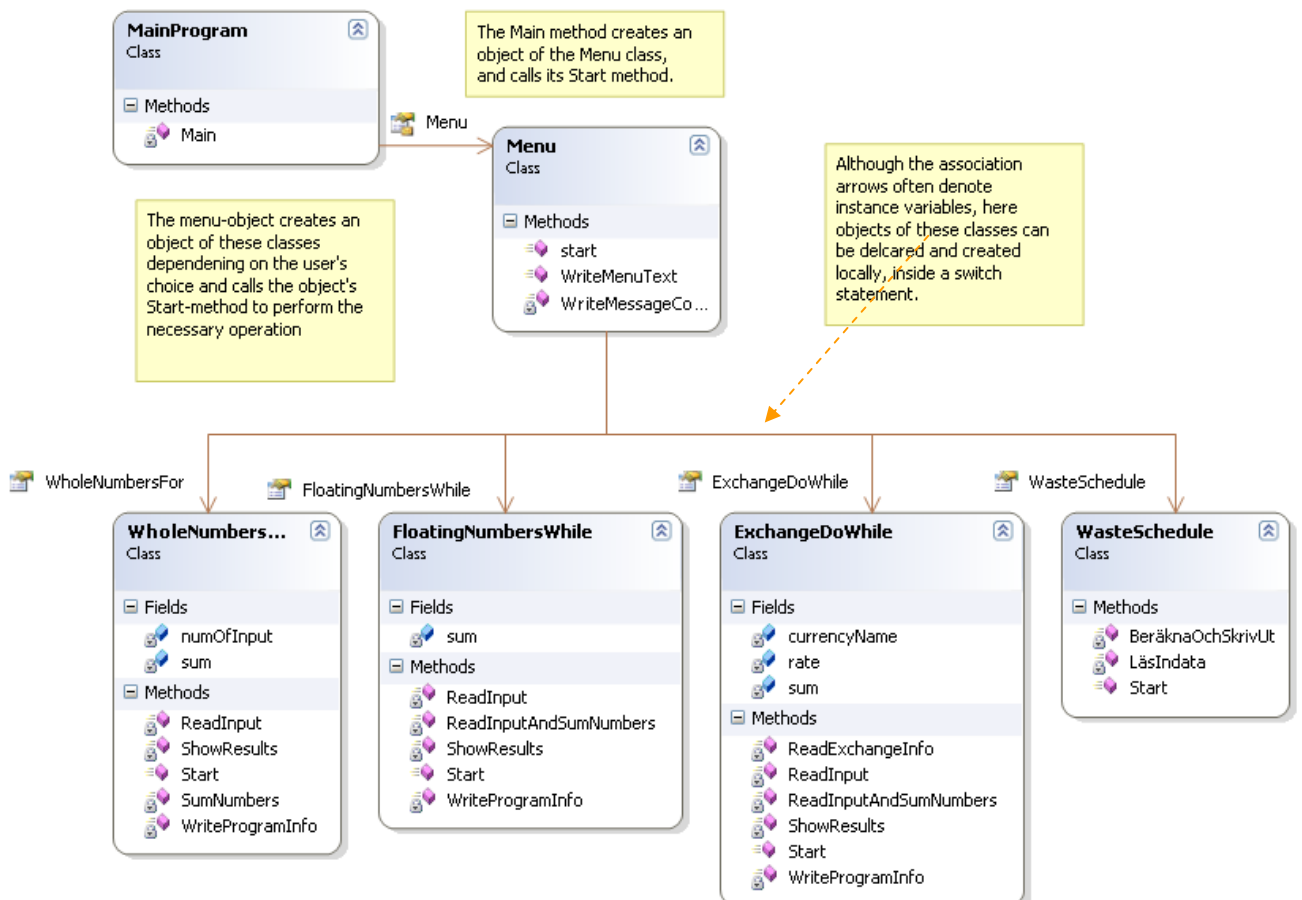 MainProgram
Class
Methods
Main
The Main method creates an
object of the Menu class,
and calls its Start method.
Menu
Menu
Class
Methods
start
WriteMenuText
WriteMessageCo...
The menu-object creates an
object of these classes
dependening on the user's
choice and calls the object's
Start-method to perform the
necessary operation
Although the association
arrows often denote
instance variables, here
objects of these classes can
be delcared and created
locally, inside a switch
statement.
WholeNumbersFor
FloatingNumbersWhile
ExchangeDoWhile
WasteSchedule
WholeNumbers...
Class
Fields
numOfInput
sum
Methods
ReadInput
ShowResults
Start
SumNumbers
WriteProgramInfo
FloatingNumbersWhile
Class
Fields
sum
Methods
ReadInput
ReadInputAndSumNumbers
ShowResults
Start
WriteProgramInfo
ExchangeDoWhile
Class
Fields
currencyName
rate
sum
Methods
ReadExchangeInfo
ReadInput
ReadInputAndSumNumbers
ShowResults
Start
WriteProgramInfo
WasteSchedule
Class
Methods
BeräknaOchSkrivUt
LäsIndata
Start